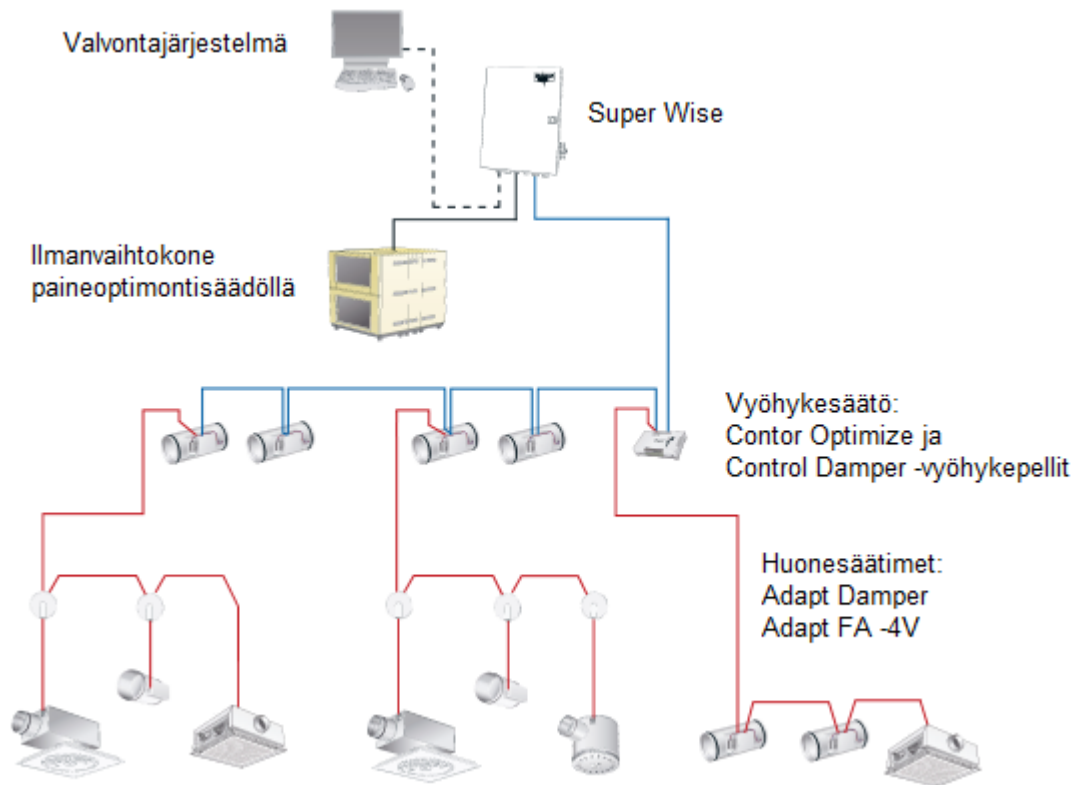 Valvontajärjestelmä
Super Wise
Ilmanvaihtokone
paineoptimontisäädöllä
Vyöhykesäätö:
Contor Optimize ja
Control Damper -vyöhykepellit
Huonesäätimet:
Adapt Damper
Adapt FA -4V